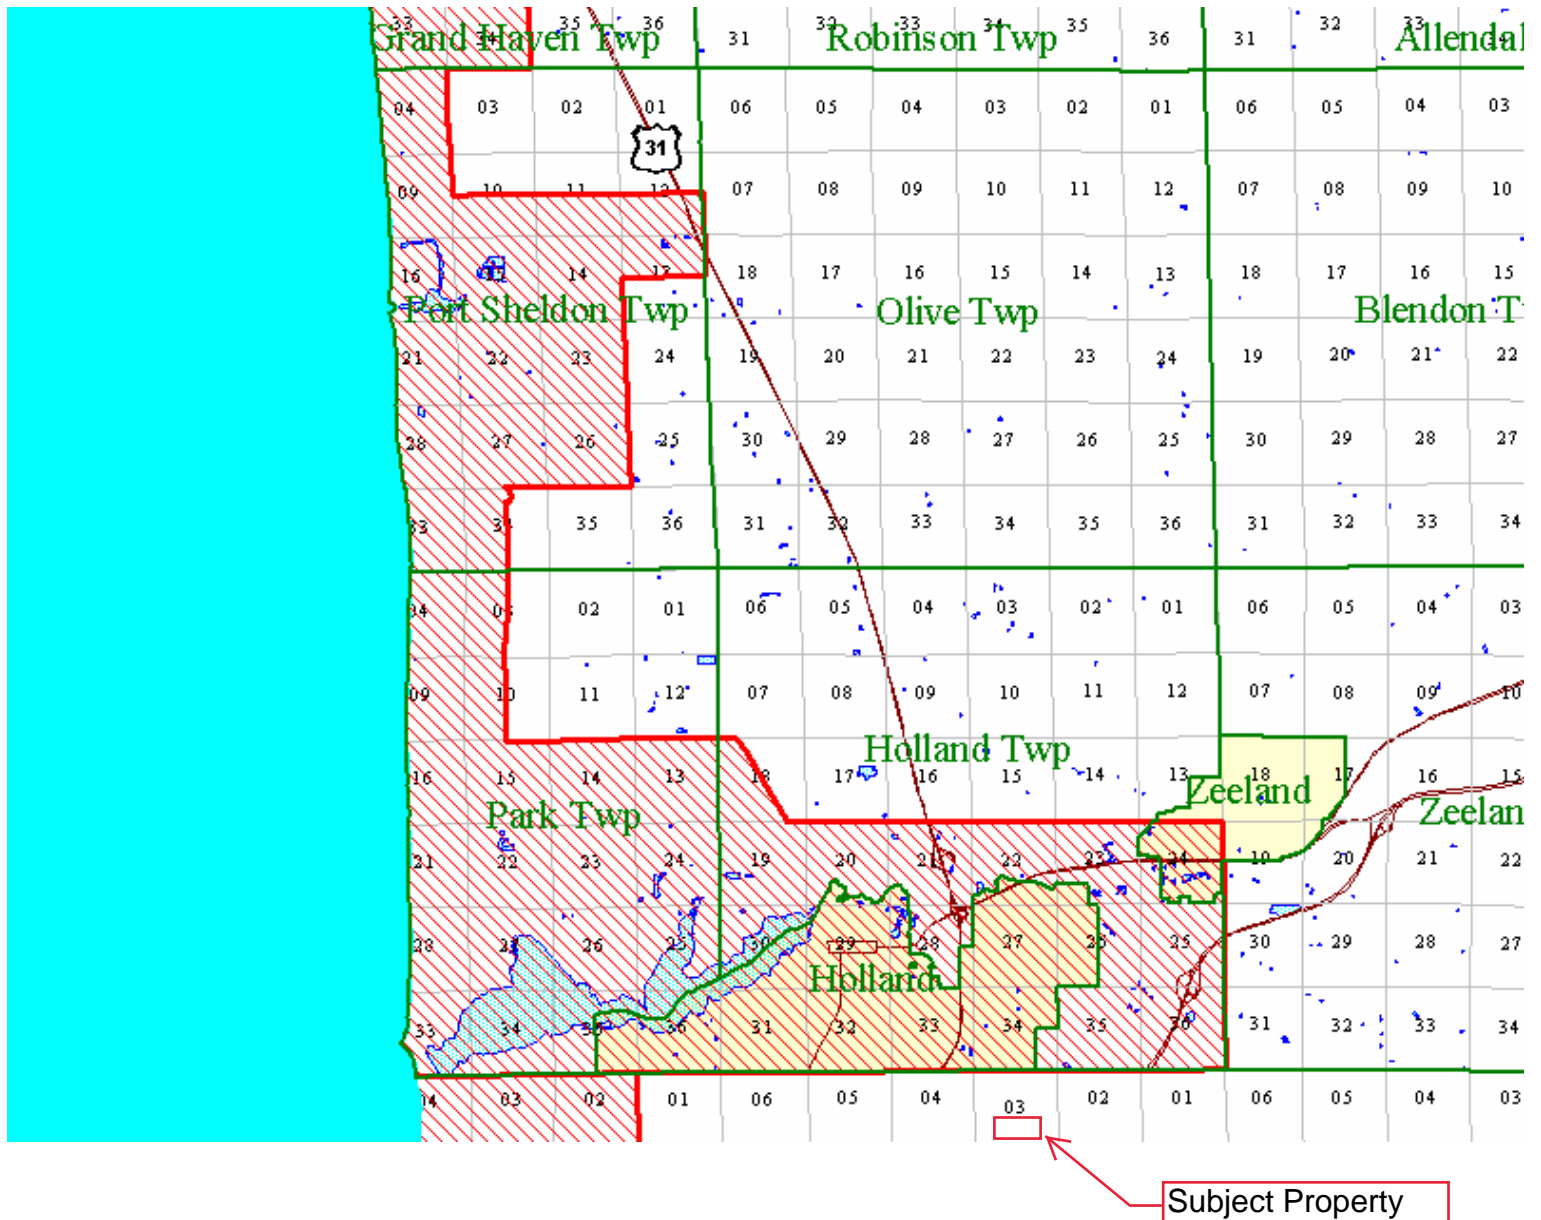 33 34 35 36 31 32 33 34 35 36 31 32 33
Grand Haven Twp Robinson Twp Allendal
04 03 02 01 06 05 04 03 02 01 06 05 04 03
31
09 10 11 12 07 08 09 10 11 12 07 08 09 10
16 15 14 13 18 17 16 15 14 13 18 17 16 15
Port Sheldon Twp Olive Twp Blendon T
21 22 23 24 19 20 21 22 23 24 19 20 21 22
28 27 26 25 30 29 28 27 26 25 30 29 28 27
33 34 35 36 31 32 33 34 35 36 31 32 33 34
04 03 02 01 06 05 04 03 02 01 06 05 04 03
09 10 11 12 07 08 09 10 11 12 07 08 09 10
Holland Twp
16 15 14 13 18 17 16 15 14 13 18 17 16 15
Zeeland
Park Twp Zeelan
21 22 23 24 19 20 21 22 23 24 19 20 21 22
28 27 26 25 30 29 28 27 26 25 30 29 28 27
Holland
33 34 35 36 31 32 33 34 35 36 31 32 33 34
04 03 02 01 06 05 04 03 02 01 06 05 04 03
Subject Property